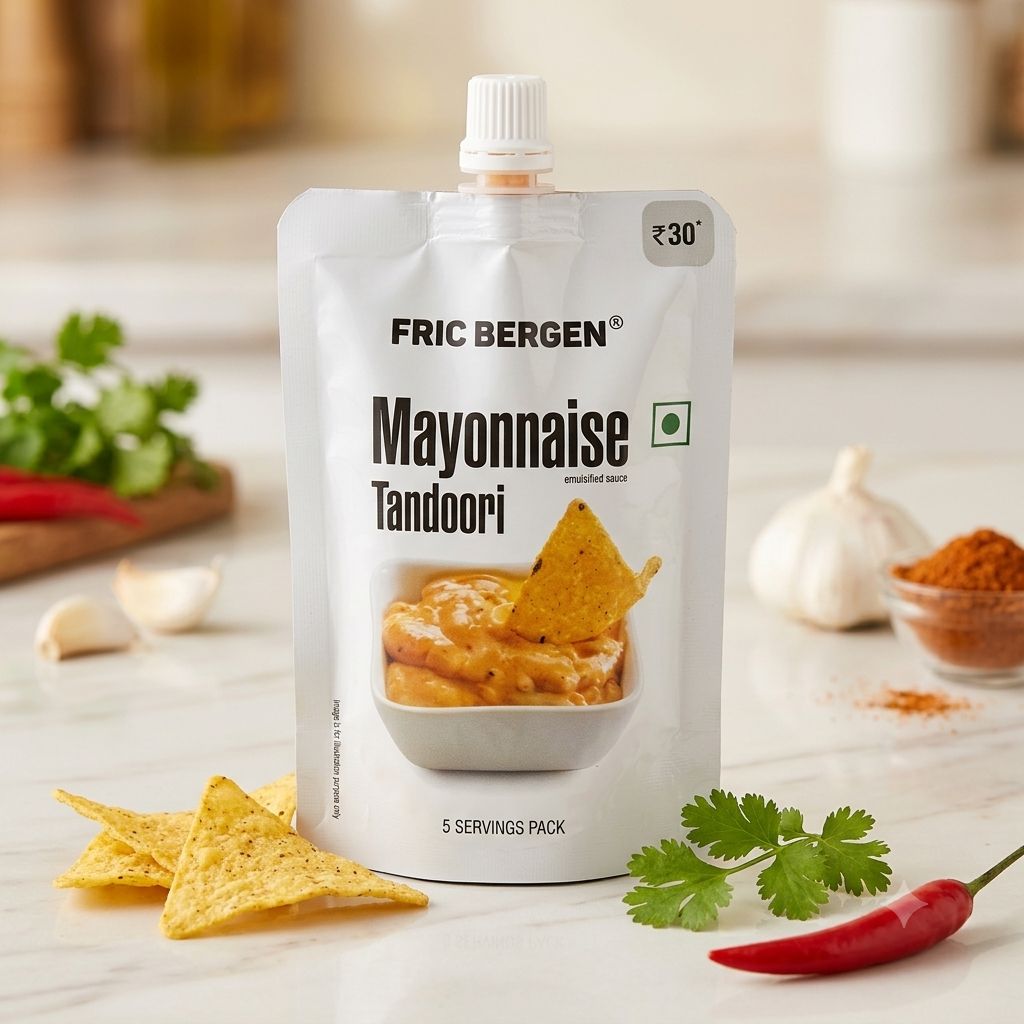 ₹30*
FRIC BERGEN®
Mayonnaise
emulsified sauce
Tandoori
image is for illustration purpose only
5 SERVINGS PACK